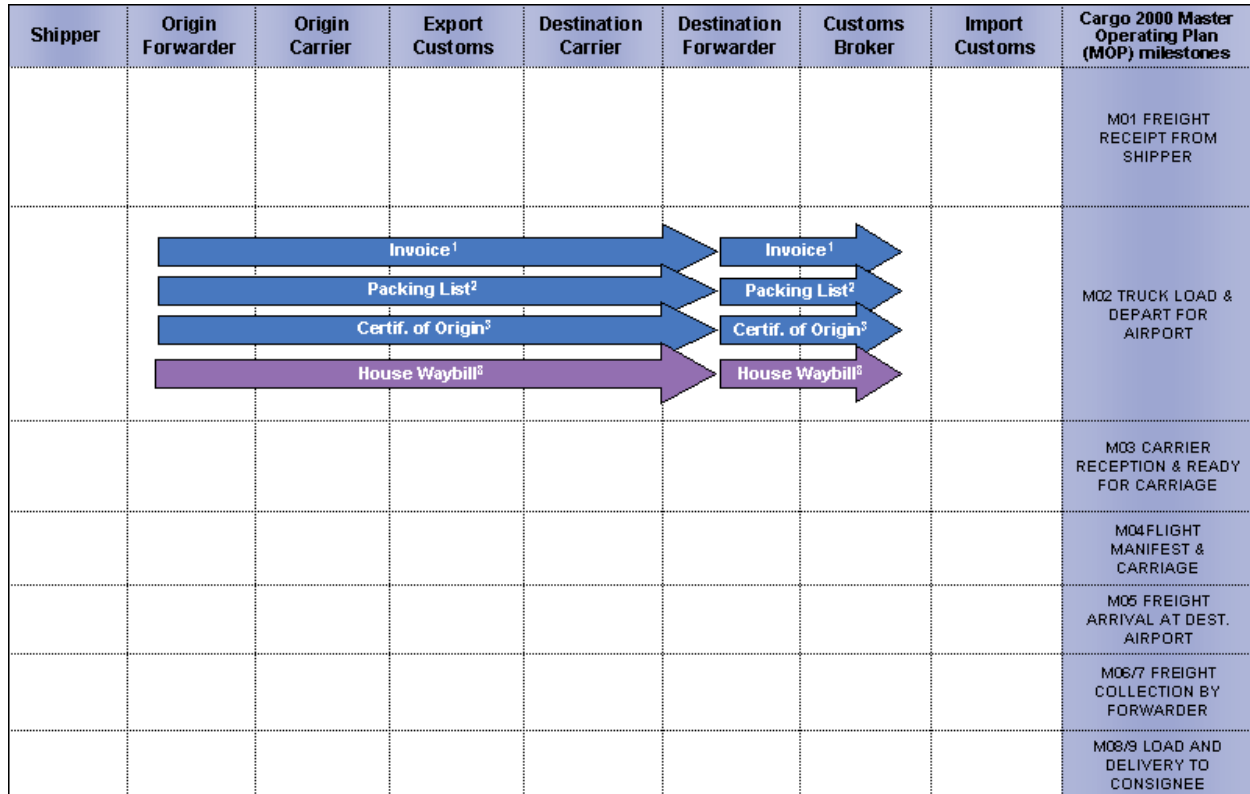 Shipper
Origin
Forwarder
Origin
Carrier
Export
Customs
Destination
Carrier
Destination
Forwarder
Customs
Broker
Import
Customs
Cargo 2000 Master
Operating Plan
(MOP) milestones
M01 FREIGHT
RECEIPT FROM
SHIPPER
Invoice¹
Invoice¹
Packing List²
Packing List²
Certif. of Origin³
Certif. of Origin³
House Waybill⁸
House Waybill⁸
M02 TRUCK LOAD &
DEPART FOR
AIRPORT
M03 CARRIER
RECEPTION & READY
FOR CARRIAGE
M04FLIGHT
MANIFEST &
CARRIAGE
M05 FREIGHT
ARRIVAL AT DEST.
AIRPORT
M06/7 FREIGHT
COLLECTION BY
FORWARDER
M08/9 LOAD AND
DELIVERY TO
CONSIGNEE